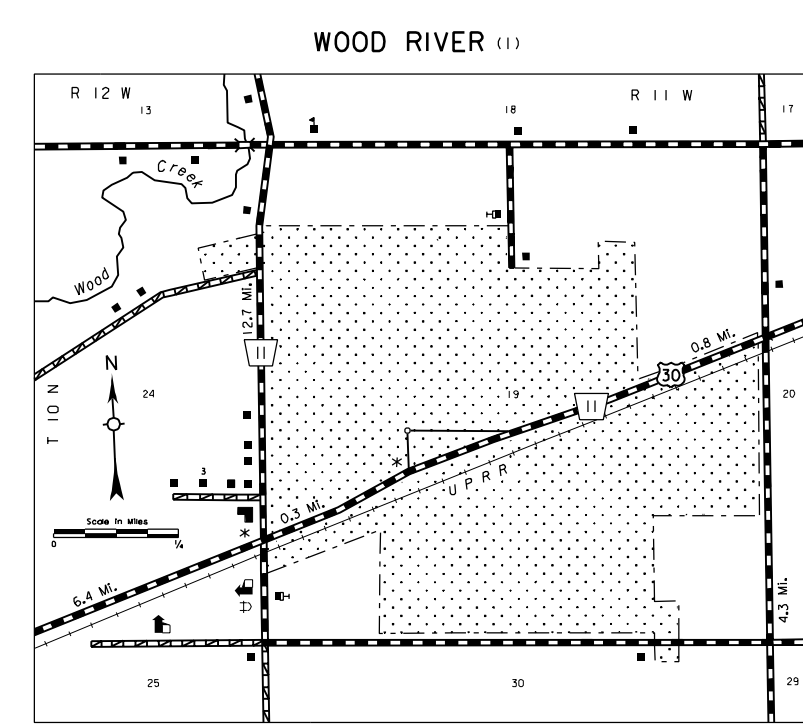 WOOD RIVER (1)
R 12 W
R 11 W
13
18
17
Creek
Wood
12.7 Mi.
11
0.8 Mi.
30
N
T 10 N
24
19
11
20
3
UPRR
Scale In Miles
0
1/4
0.3 Mi.
6.4 Mi.
4.3 Mi.
25
30
29